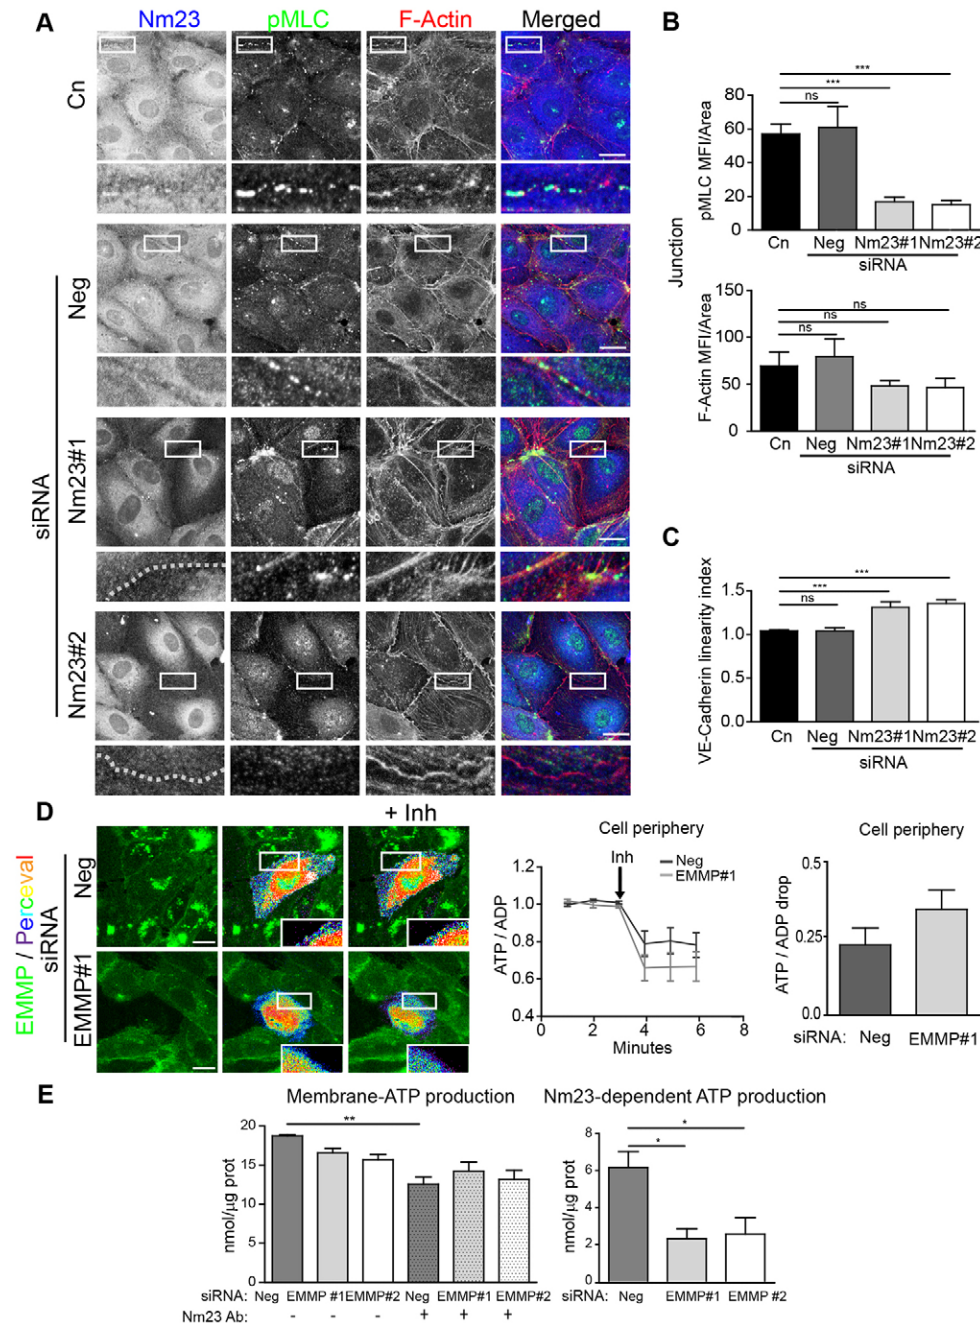 A
Nm23 pMLC F-Actin Merged
Cn
Neg
Nm23#1
Nm23#2
siRNA
B
***
***
ns
80
60
40
20
0
pMLC MFI/Area
Cn Neg Nm23#1 Nm23#2
siRNA
Junction
ns
ns
ns
150
100
50
0
F-Actin MFI/Area
Cn Neg Nm23#1 Nm23#2
siRNA
C
***
***
ns
1.5
1.0
0.5
0.0
VE-Cadherin linearity index
Cn Neg Nm23#1 Nm23#2
siRNA
D
+ Inh
Neg
EMMP#1
siRNA
EMMP / Perceval
Cell periphery
Inh
Neg
EMMP#1
1.2
1.0
0.8
0.6
0.4
ATP / ADP
0 2 4 6 8
Minutes
Cell periphery
0.5
0.25
0.0
ATP / ADP drop
siRNA: Neg EMMP#1
E
Membrane-ATP production
**
20
15
10
5
0
nmol/µg prot
siRNA: Neg EMMP #1 EMMP#2 Neg EMMP#1 EMMP#2
Nm23 Ab: - - - + + +
Nm23-dependent ATP production
*
*
8
6
4
2
0
nmol/µg prot
siRNA: Neg EMMP#1 EMMP #2